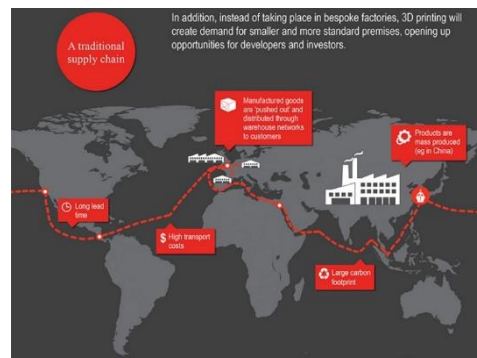 In addition, instead of taking place in bespoke factories, 3D printing will
create demand for smaller and more standard premises, opening up
opportunities for developers and investors.
A traditional
supply chain
Manufactured goods
are 'pushed out' and
distributed through
warehouse networks
to customers
Products are
mass produced
(eg in China)
Long lead
time
$ High transport
costs
Large carbon
footprint